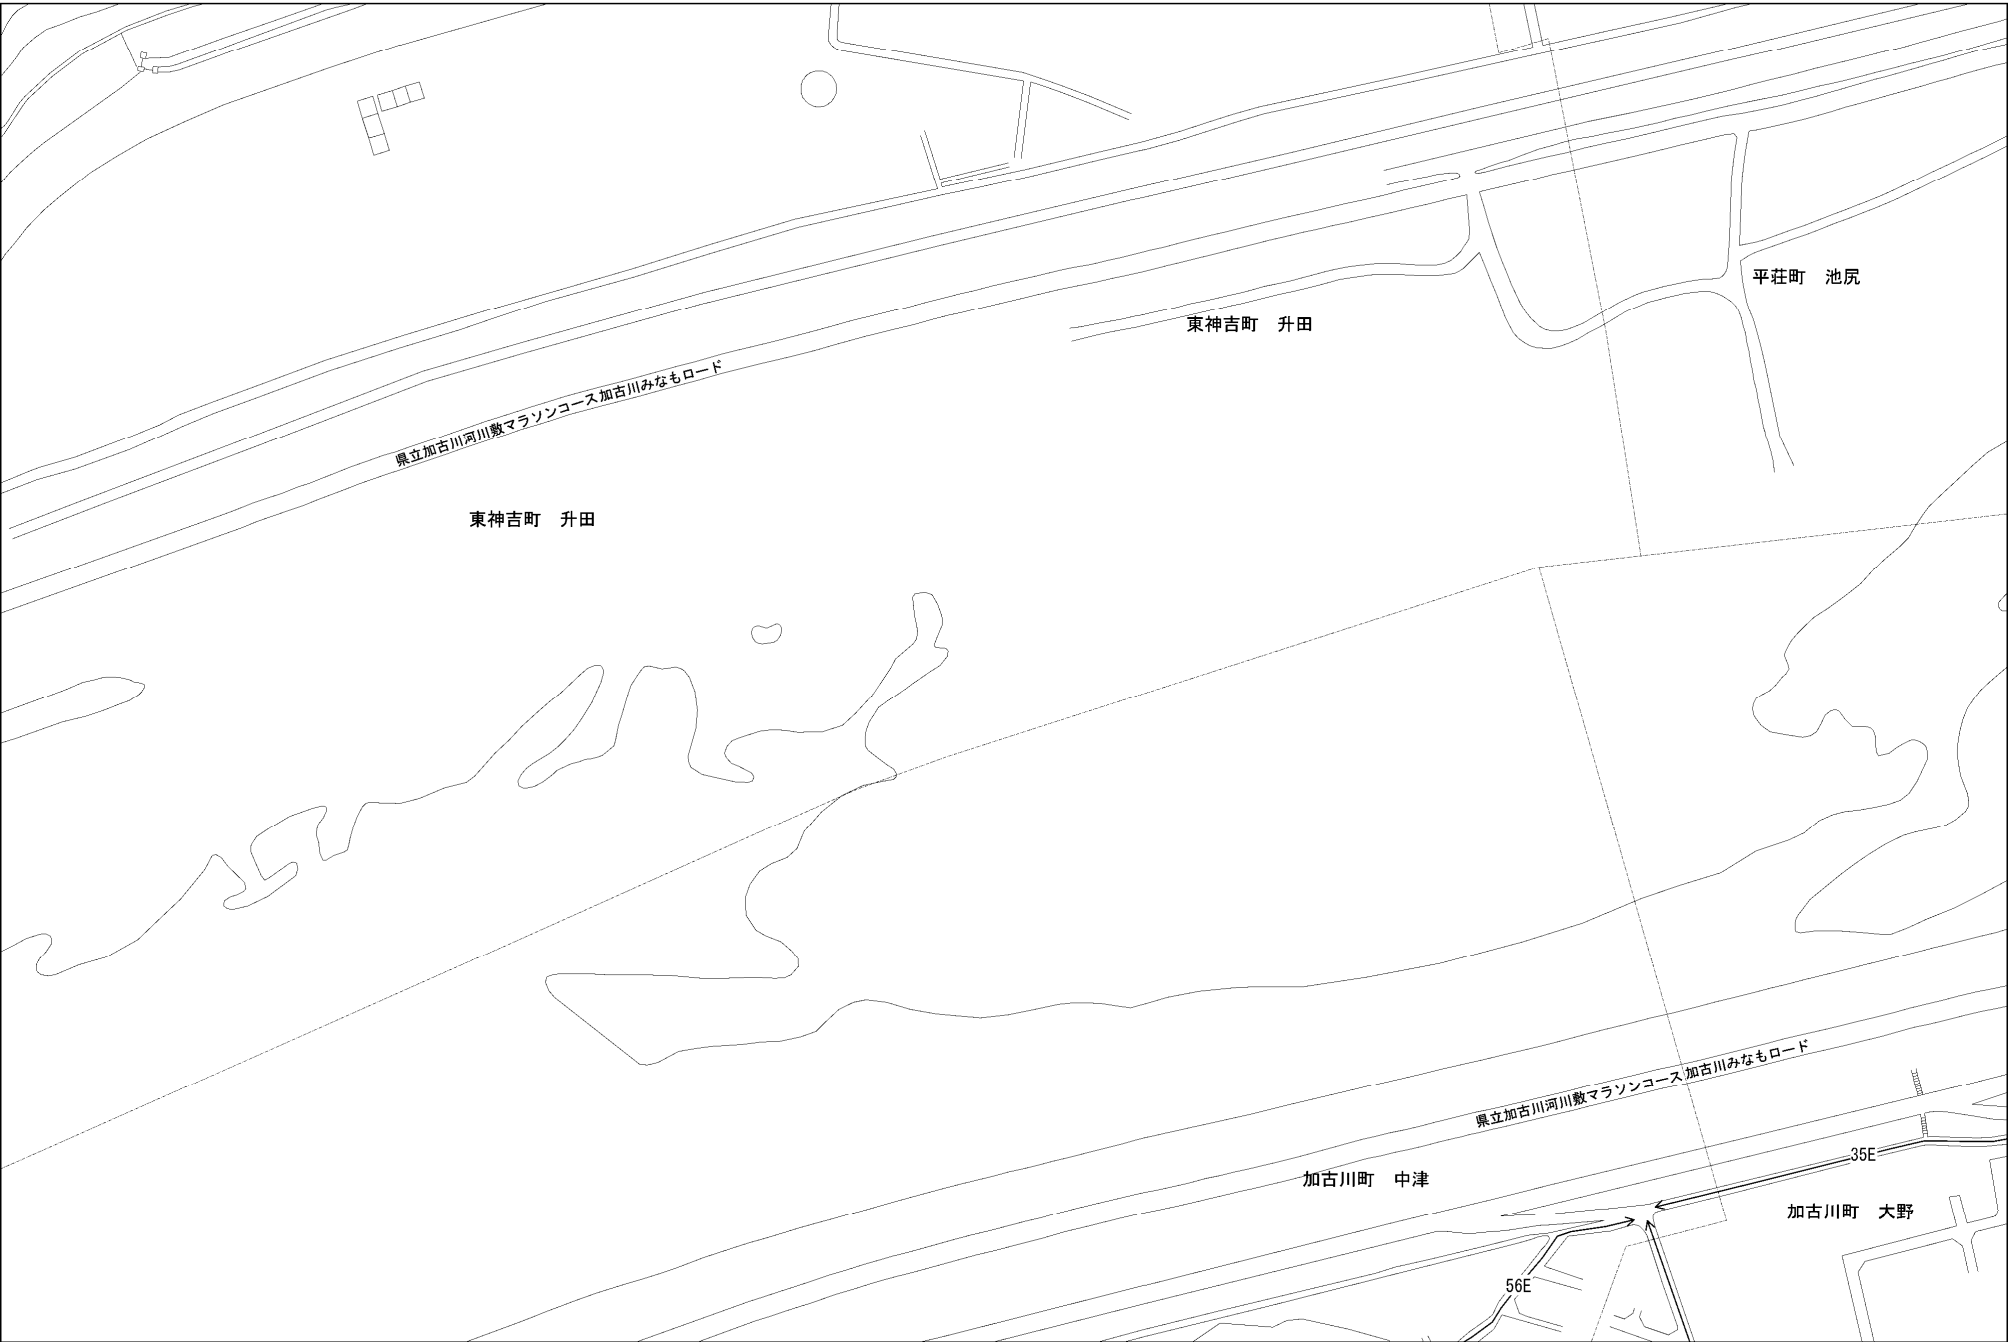 平荘町　池尻
東神吉町　升田
県立加古川河川敷マラソンコース加古川みなもロード
東神吉町　升田
県立加古川河川敷マラソンコース加古川みなもロード
35E
加古川町　中津
加古川町　大野
56E